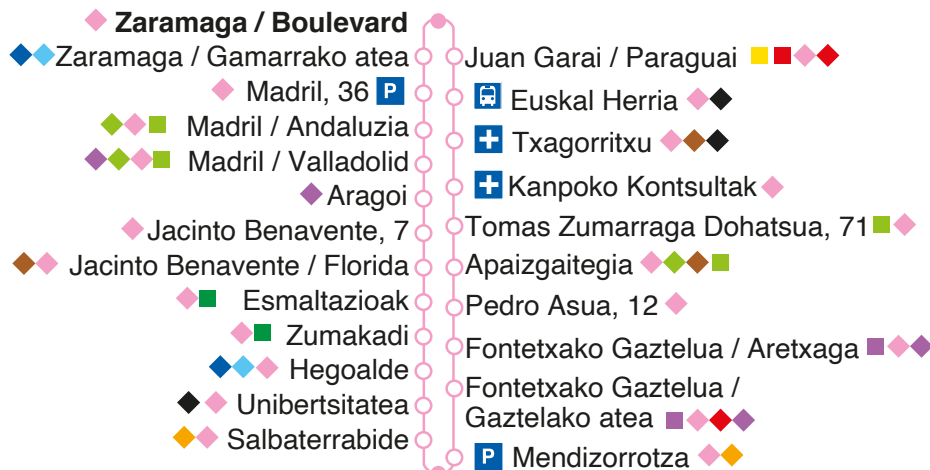 Zaramaga / Boulevard
Zaramaga / Gamarrako atea
Madril, 36 P
Madril / Andaluzia
Madril / Valladolid
Aragoi
Jacinto Benavente, 7
Jacinto Benavente / Florida
Esmaltazioak
Zumakadi
Hegoalde
Unibertsitatea
Salbaterrabide
Juan Garai / Paraguai
Euskal Herria
Txagorritxu
Kanpoko Kontsultak
Tomas Zumarraga Dohatsua, 71
Apaizgaitegia
Pedro Asua, 12
Fontetxako Gaztelua / Aretxaga
Fontetxako Gaztelua /
Gaztelako atea
P Mendizorrotza